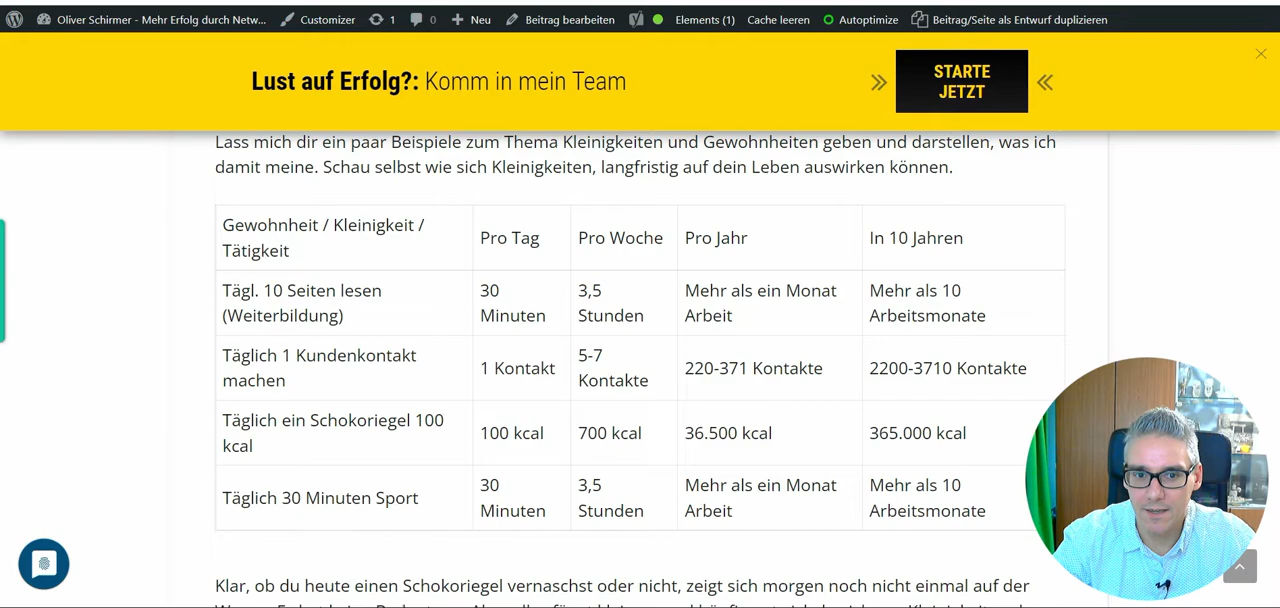 Oliver Schirmer - Mehr Erfolg durch Netw... Customizer 1 0 Neu Beitrag bearbeiten Elements (1) Cache leeren Autoptimize Beitrag/Seite als Entwurf duplizieren
Lust auf Erfolg?: Komm in mein Team
STARTE
JETZT
Lass mich dir ein paar Beispiele zum Thema Kleinigkeiten und Gewohnheiten geben und darstellen, was ich
damit meine. Schau selbst wie sich Kleinigkeiten, langfristig auf dein Leben auswirken können.
Gewohnheit / Kleinigkeit /
Tätigkeit
Pro Tag
Pro Woche
Pro Jahr
In 10 Jahren
Tägl. 10 Seiten lesen
(Weiterbildung)
30
Minuten
3,5
Stunden
Mehr als ein Monat
Arbeit
Mehr als 10
Arbeitsmonate
Täglich 1 Kundenkontakt
machen
1 Kontakt
5-7
Kontakte
220-371 Kontakte
2200-3710 Kontakte
Täglich ein Schokoriegel 100
kcal
100 kcal
700 kcal
36.500 kcal
365.000 kcal
Täglich 30 Minuten Sport
30
Minuten
3,5
Stunden
Mehr als ein Monat
Arbeit
Mehr als 10
Arbeitsmonate
Klar, ob du heute einen Schokoriegel vernaschst oder nicht, zeigt sich morgen noch nicht einmal auf der